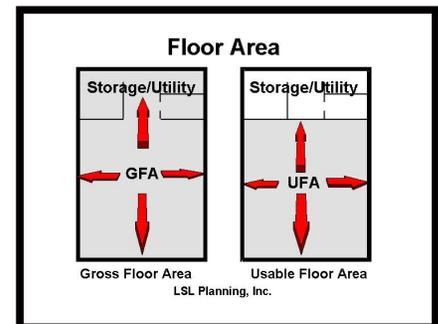 Floor Area
Storage/Utility Storage/Utility
GFA UFA
Gross Floor Area Usable Floor Area
LSL Planning, Inc.